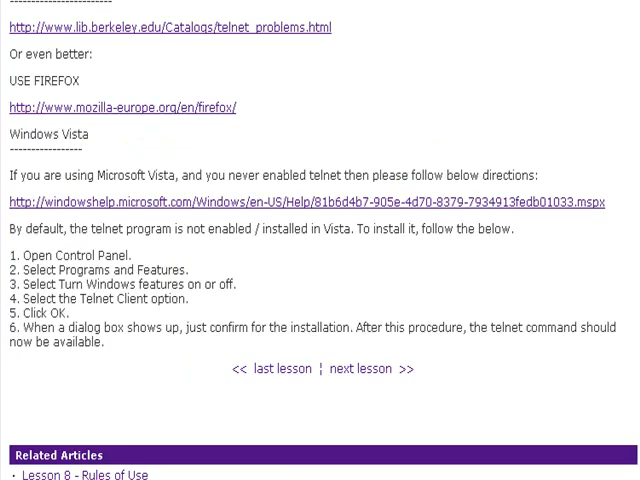 ------------------------
http://www.lib.berkeley.edu/Catalogs/telnet_problems.html
Or even better:
USE FIREFOX
http://www.mozilla-europe.org/en/firefox/
Windows Vista
-----------------
If you are using Microsoft Vista, and you never enabled telnet then please follow below directions:
http://windowshelp.microsoft.com/Windows/en-US/Help/81b6d4b7-905e-4d70-8379-7934913fedb01033.mspx
By default, the telnet program is not enabled / installed in Vista. To install it, follow the below.
1. Open Control Panel.
2. Select Programs and Features.
3. Select Turn Windows features on or off.
4. Select the Telnet Client option.
5. Click OK.
6. When a dialog box shows up, just confirm for the installation. After this procedure, the telnet command should
now be available.
<< last lesson ¦ next lesson >>
Related Articles
· Lesson 8 - Rules of Use